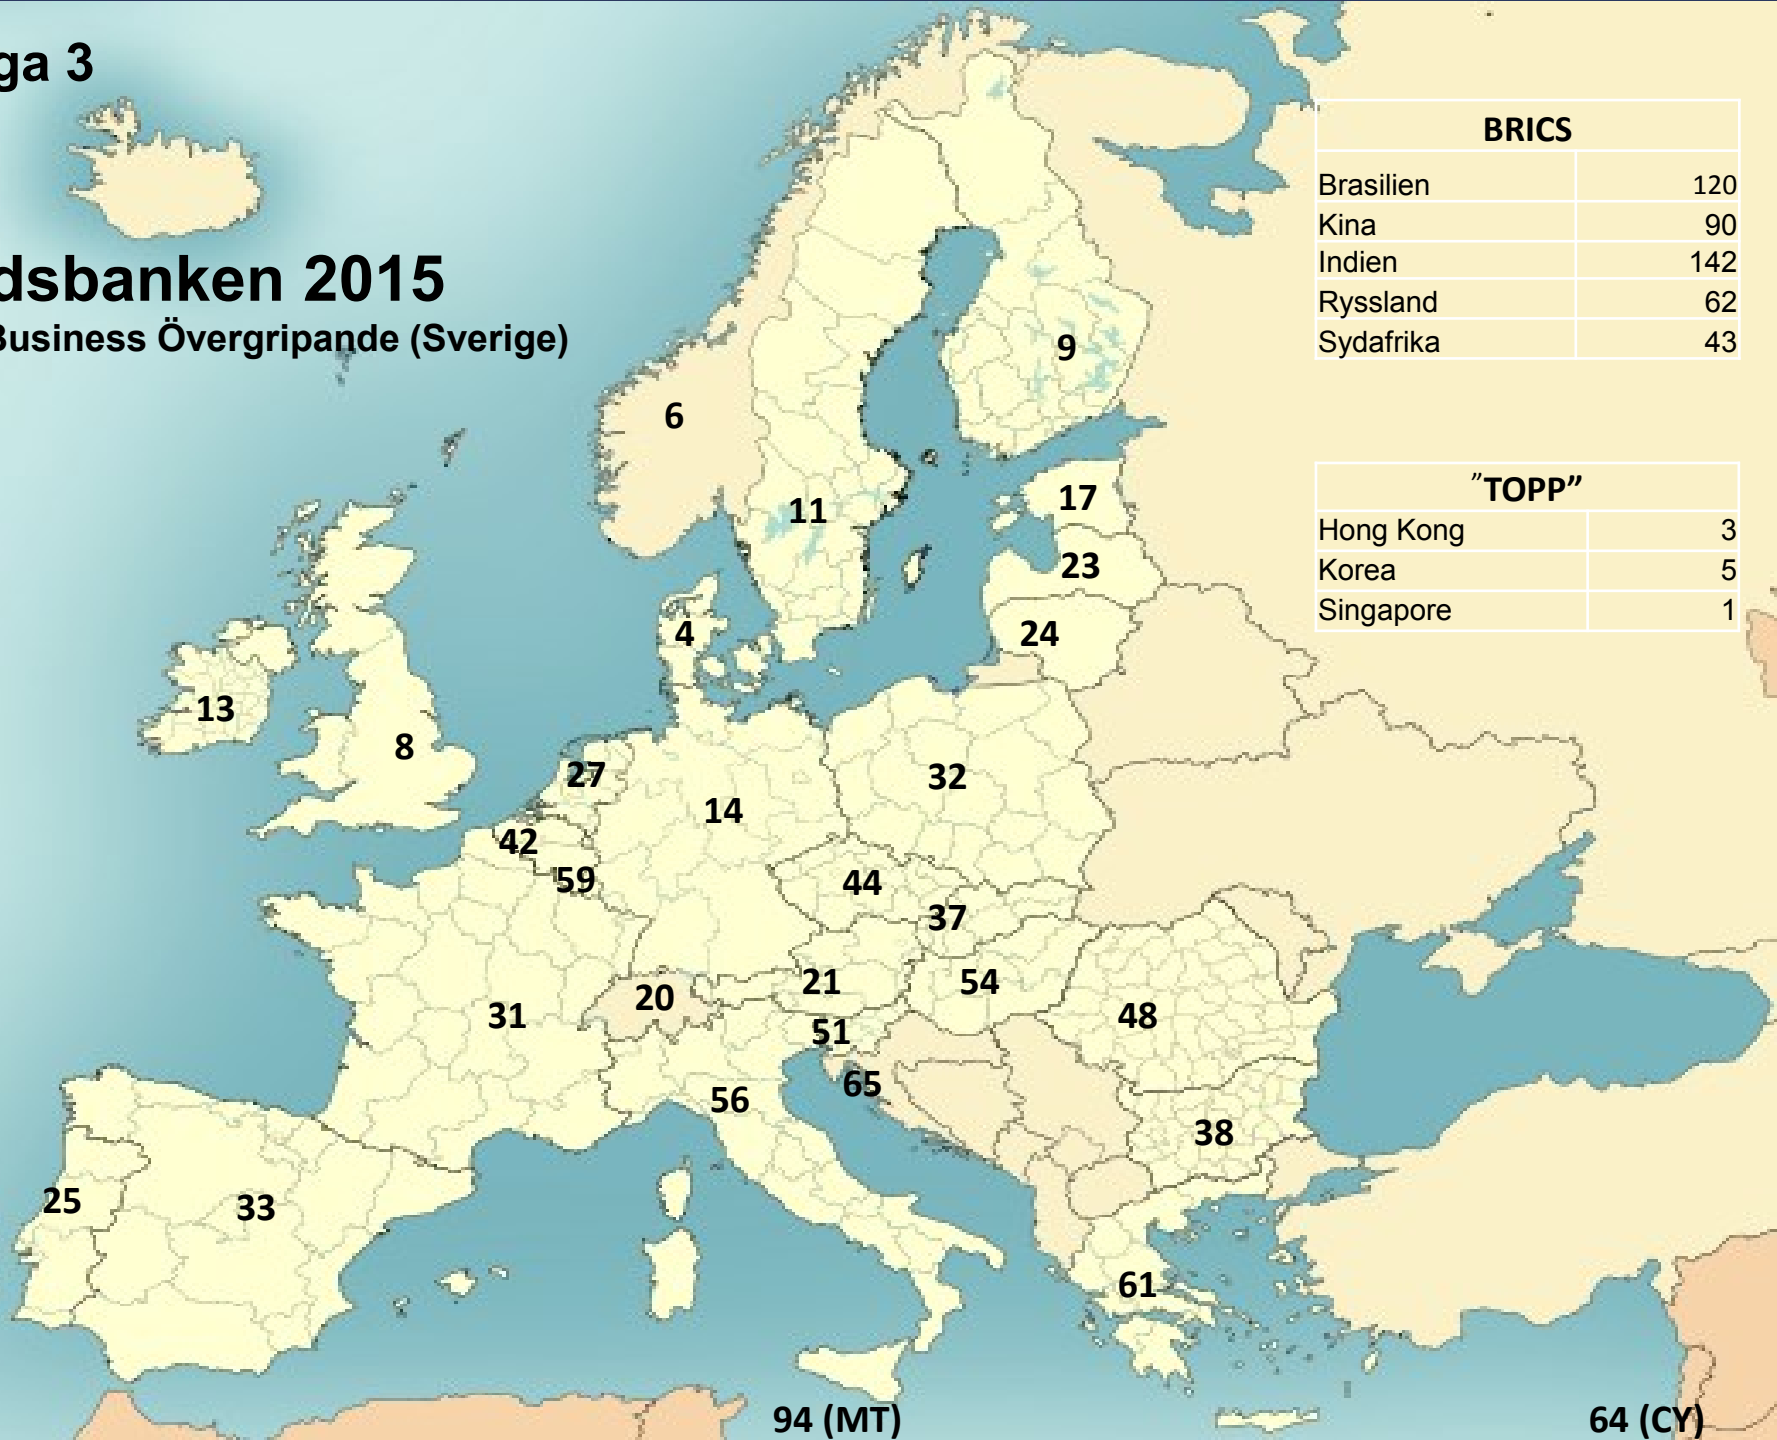 ga 3
dsbanken 2015
Business Övergripande (Sverige)
BRICS
Brasilien 120
Kina 90
Indien 142
Ryssland 62
Sydafrika 43
”TOPP”
Hong Kong 3
Korea 5
Singapore 1
9
6
11
17
23
24
4
13
8
27
14
32
42
59
44
37
21
54
20
31
51
48
65
56
38
25
33
61
94 (MT)
64 (CY)